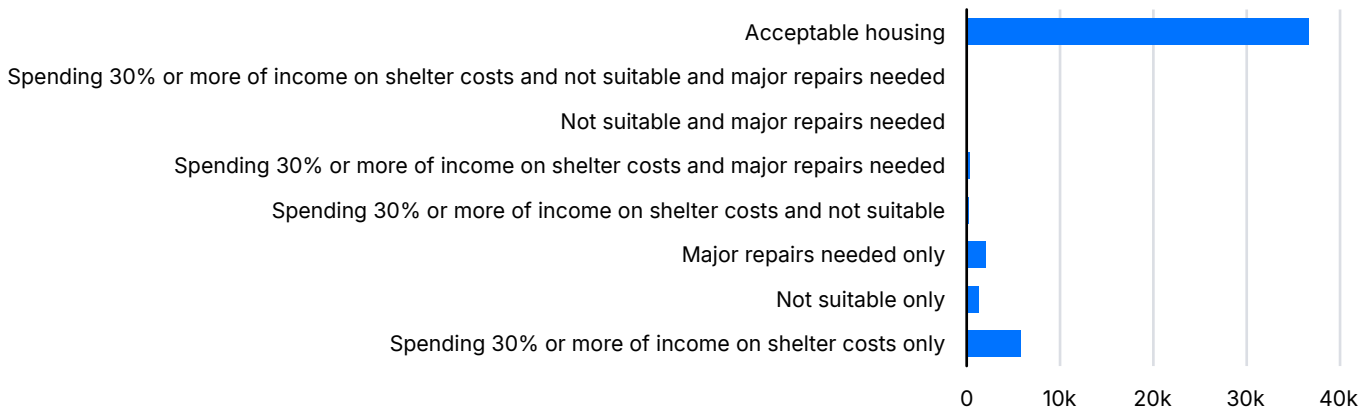 Acceptable housing
Spending 30% or more of income on shelter costs and not suitable and major repairs needed
Not suitable and major repairs needed
Spending 30% or more of income on shelter costs and major repairs needed
Spending 30% or more of income on shelter costs and not suitable
Major repairs needed only
Not suitable only
Spending 30% or more of income on shelter costs only
0 10k 20k 30k 40k